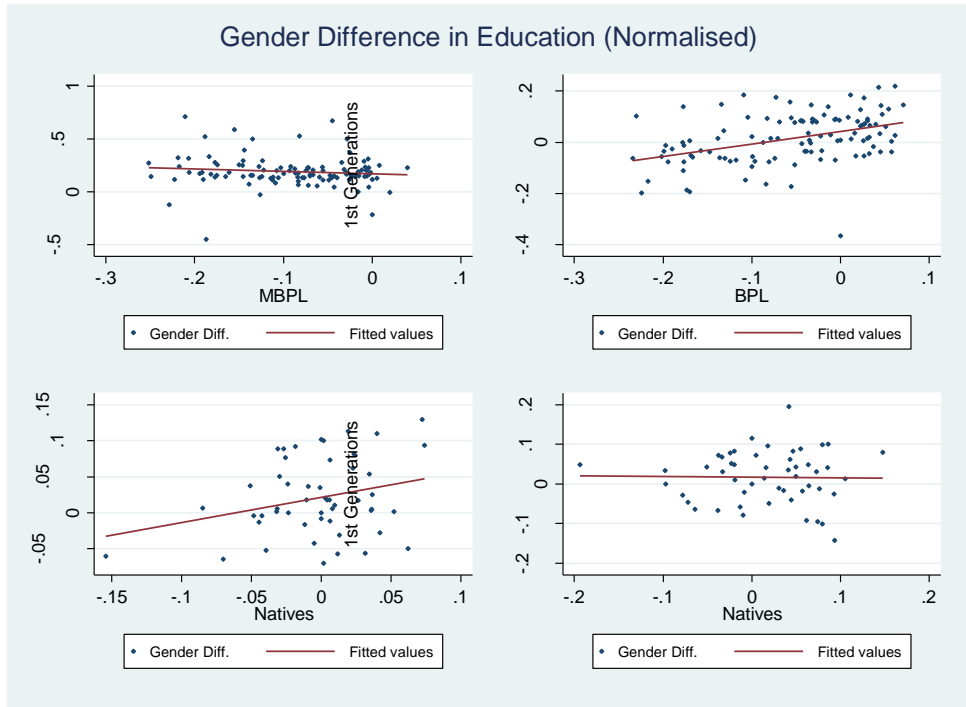 Gender Difference in Education (Normalised)
1
.5
0
-.5
1st Generations
-.3 -.2 -.1 0 .1
MBPL
Gender Diff. Fitted values
.2
0
-.2
-.4
-.3 -.2 -.1 0 .1
BPL
Gender Diff. Fitted values
.15
.1
.05
0
-.05
1st Generations
-.15 -.1 -.05 0 .05 .1
Natives
Gender Diff. Fitted values
.2
.1
0
-.1
-.2
-.2 -.1 0 .1 .2
Natives
Gender Diff. Fitted values